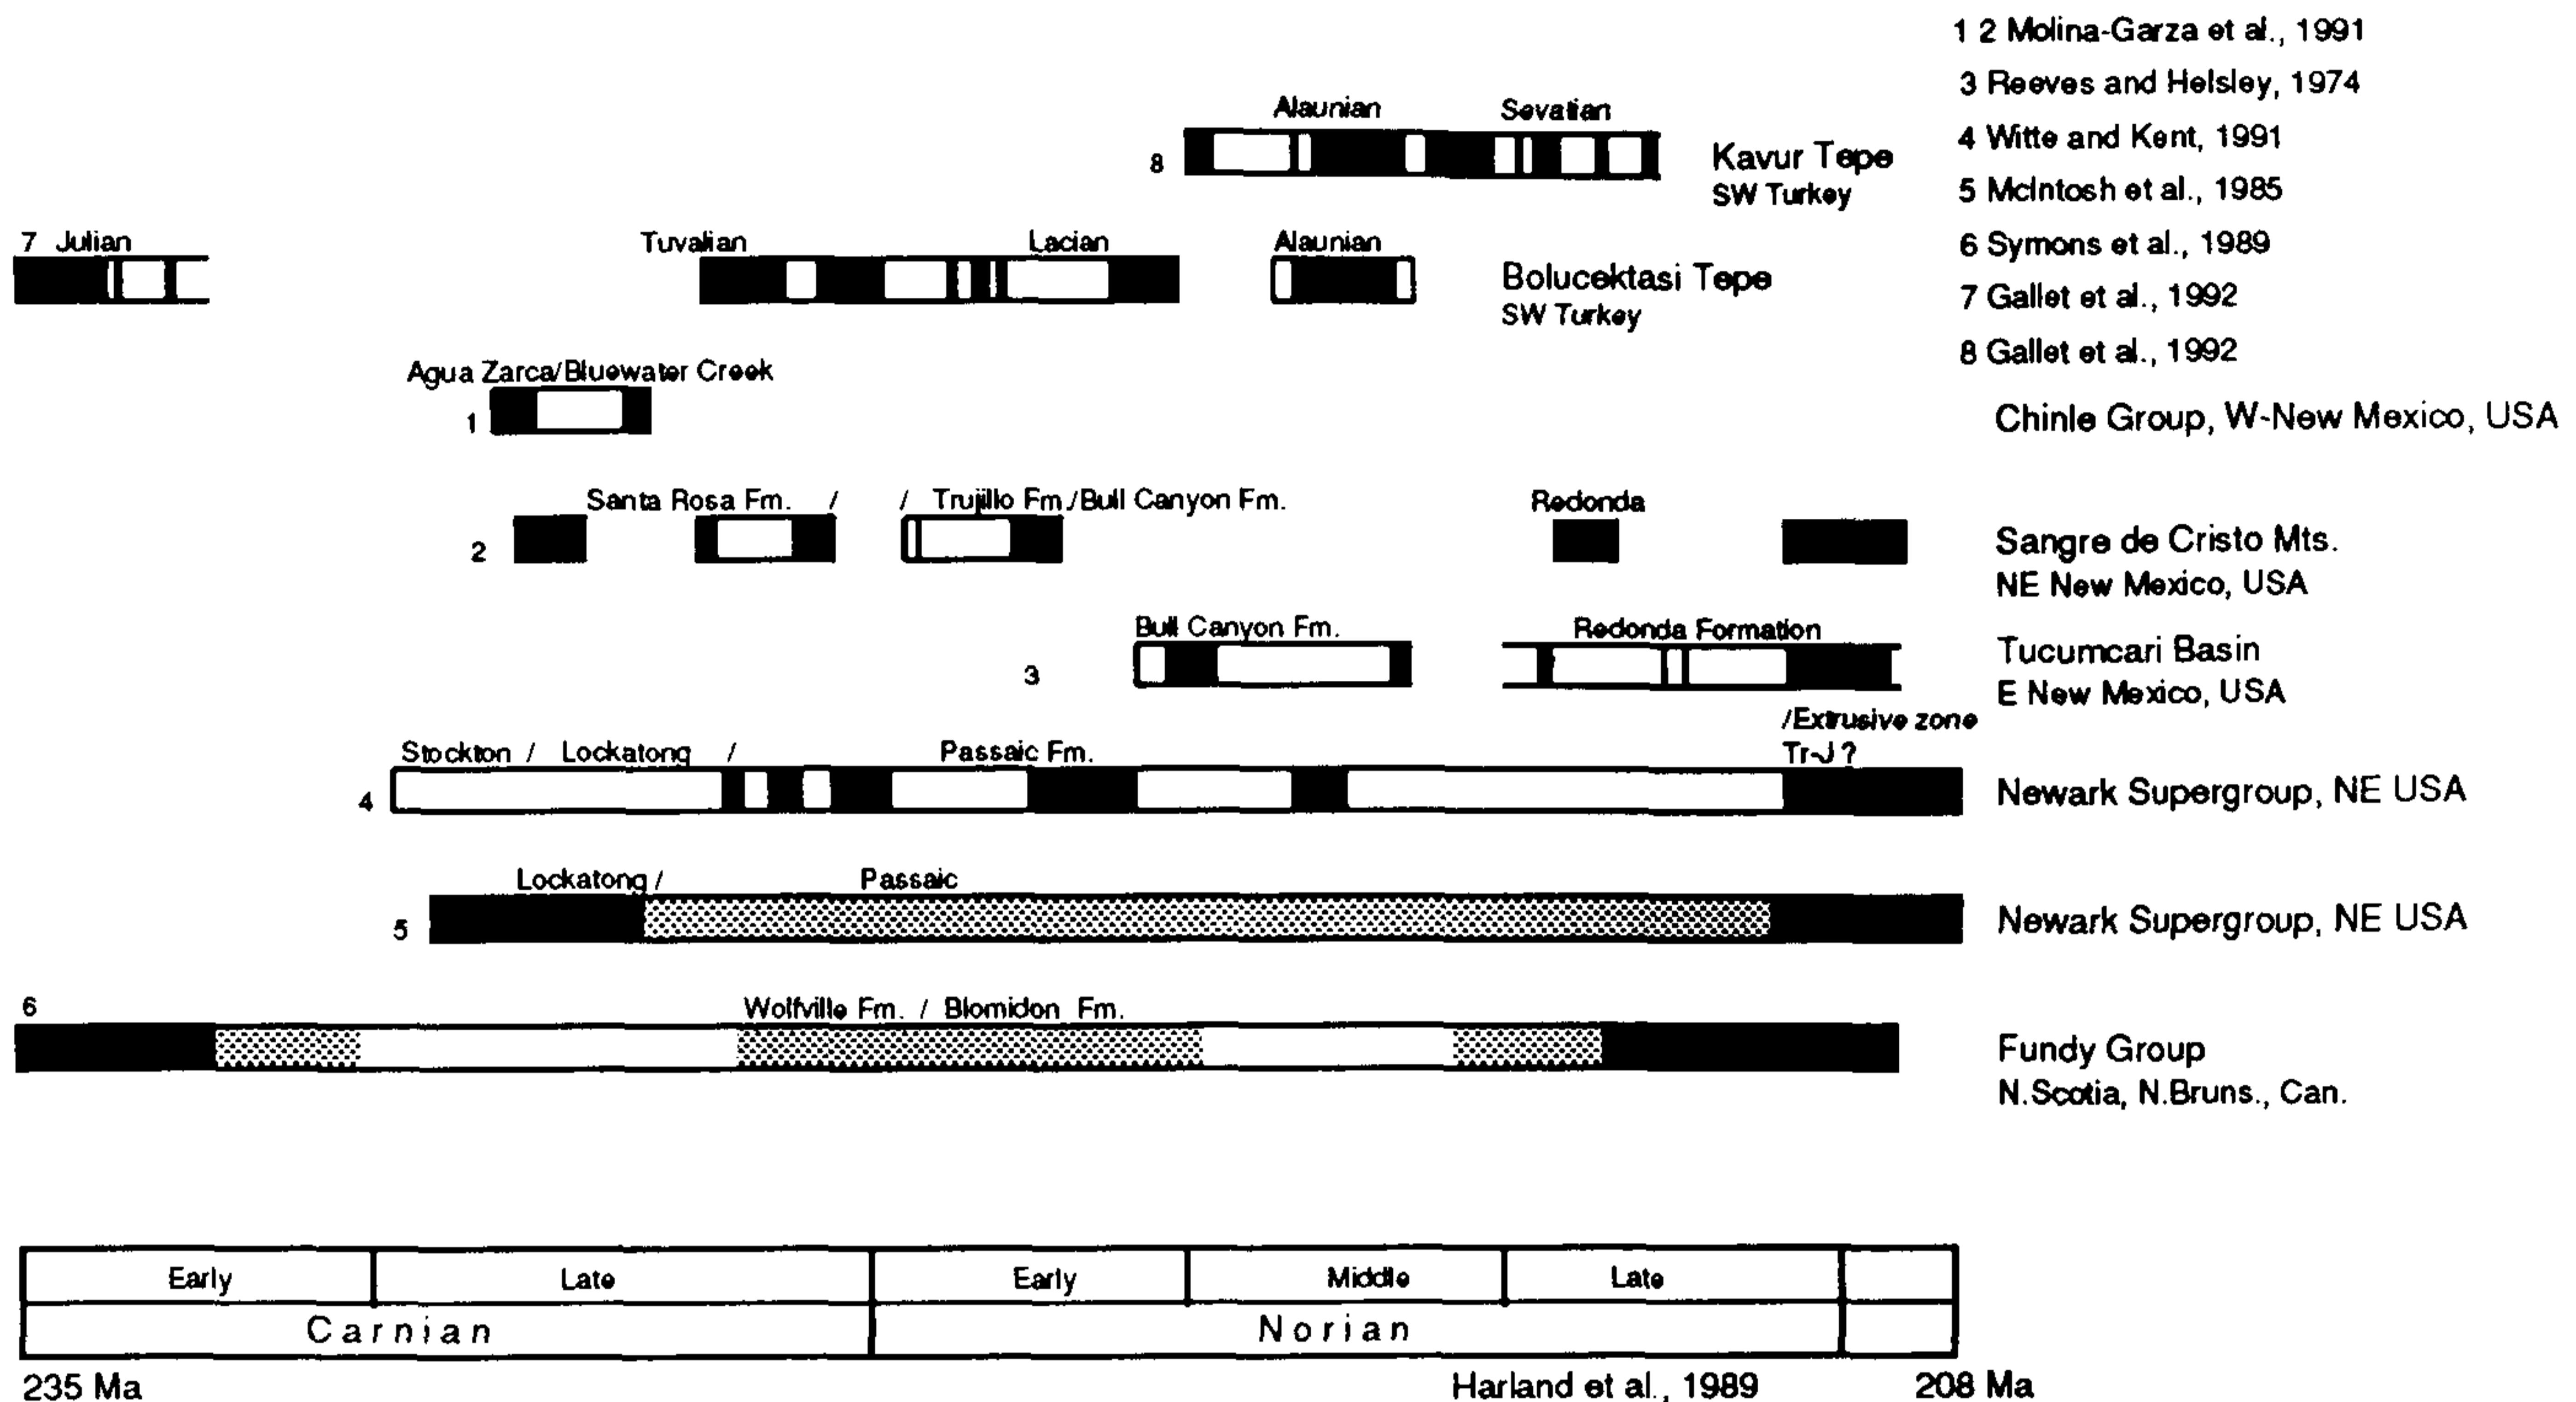 1 2 Molina-Garza et al., 1991
3 Reeves and Helsley, 1974
4 Witte and Kent, 1991
5 McIntosh et al., 1985
6 Symons et al., 1989
7 Gallet et al., 1992
8 Gallet et al., 1992
Alaunian Sevatian
8 Kavur Tepe
SW Turkey
7 Julian Tuvalian Lacian Alaunian
Bolucektasi Tepe
SW Turkey
Agua Zarca/Bluewater Creek
1 Chinle Group, W-New Mexico, USA
Santa Rosa Fm. / / Trujillo Fm./Bull Canyon Fm. Redonda
2 Sangre de Cristo Mts.
NE New Mexico, USA
Bull Canyon Fm. Redonda Formation
3 Tucumcari Basin
E New Mexico, USA
/Extrusive zone
Stockton / Lockatong / Passaic Fm. Tr-J ?
4 Newark Supergroup, NE USA
Lockatong / Passaic
5 Newark Supergroup, NE USA
6 Wolfville Fm. / Blomidon Fm.
Fundy Group
N.Scotia, N.Bruns., Can.
Early Late Early Middle Late
Carnian Norian
235 Ma Harland et al., 1989 208 Ma